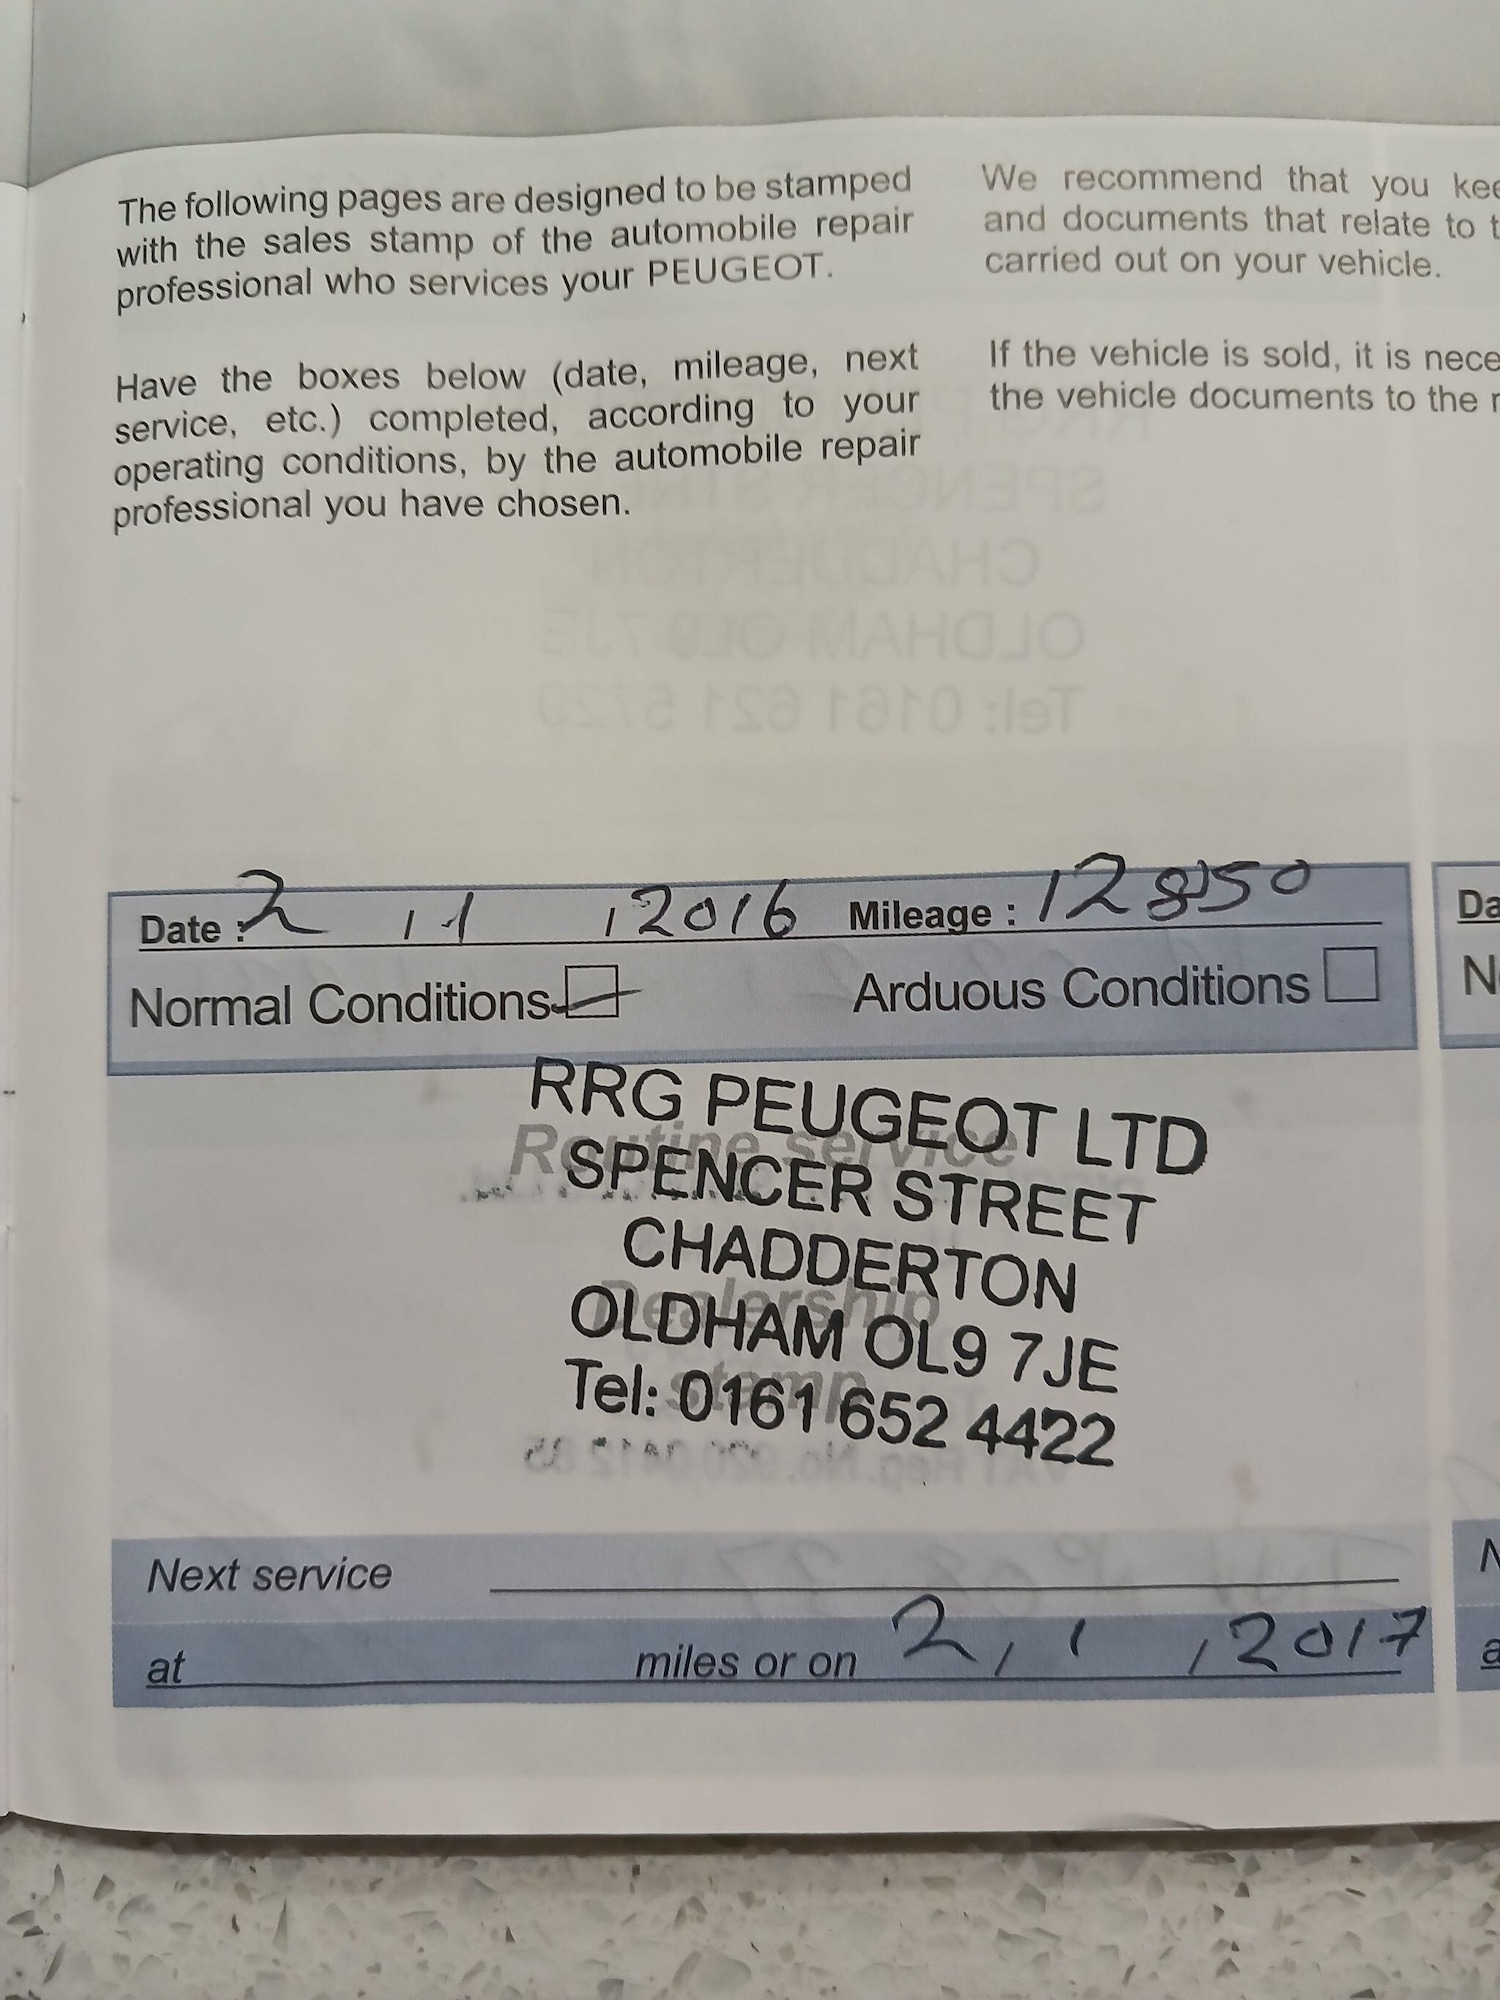 The following pages are designed to be stamped
with the sales stamp of the automobile repair
professional who services your PEUGEOT.
Have the boxes below (date, mileage, next
service, etc.) completed, according to your
operating conditions, by the automobile repair
professional you have chosen.
We recommend that you kee
and documents that relate to t
carried out on your vehicle.
If the vehicle is sold, it is nece
the vehicle documents to the r
Date : 2 / 1 / 2016 Mileage : 12850
Normal Conditions Arduous Conditions
Routine service
Dealership
stamp
RRG PEUGEOT LTD
SPENCER STREET
CHADDERTON
OLDHAM OL9 7JE
Tel: 0161 652 4422
Next service
at miles or on 2 / 1 / 2017
Da
N